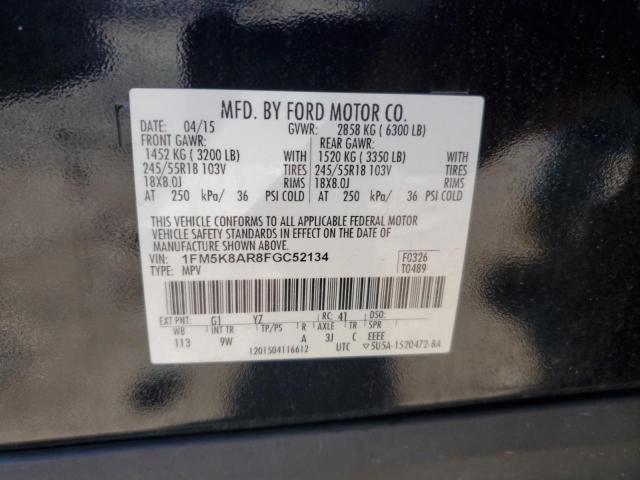 MFD. BY FORD MOTOR CO.
DATE: 04/15 GVWR: 2858 KG ( 6300 LB)
FRONT GAWR: REAR GAWR:
1452 KG ( 3200 LB) WITH 1520 KG ( 3350 LB) WITH
245/55R18 103V TIRES 245/55R18 103V TIRES
18X8.0J RIMS 18X8.0J RIMS
AT 250 kPa/ 36 PSI COLD AT 250 kPa/ 36 PSI COLD
THIS VEHICLE CONFORMS TO ALL APPLICABLE FEDERAL MOTOR
VEHICLE SAFETY STANDARDS IN EFFECT ON THE DATE OF
MANUFACTURE SHOWN ABOVE.
VIN: 1FM5K8AR8FGC52134 F0326
TYPE: MPV T0489
EXT PNT: G1 YZ RC: 41 DSO:
WB INT TR TP/PS R AXLE TR SPR
113 9W A 3J C EEEE
1201504116612 UTC 5U5A-1520472-BA